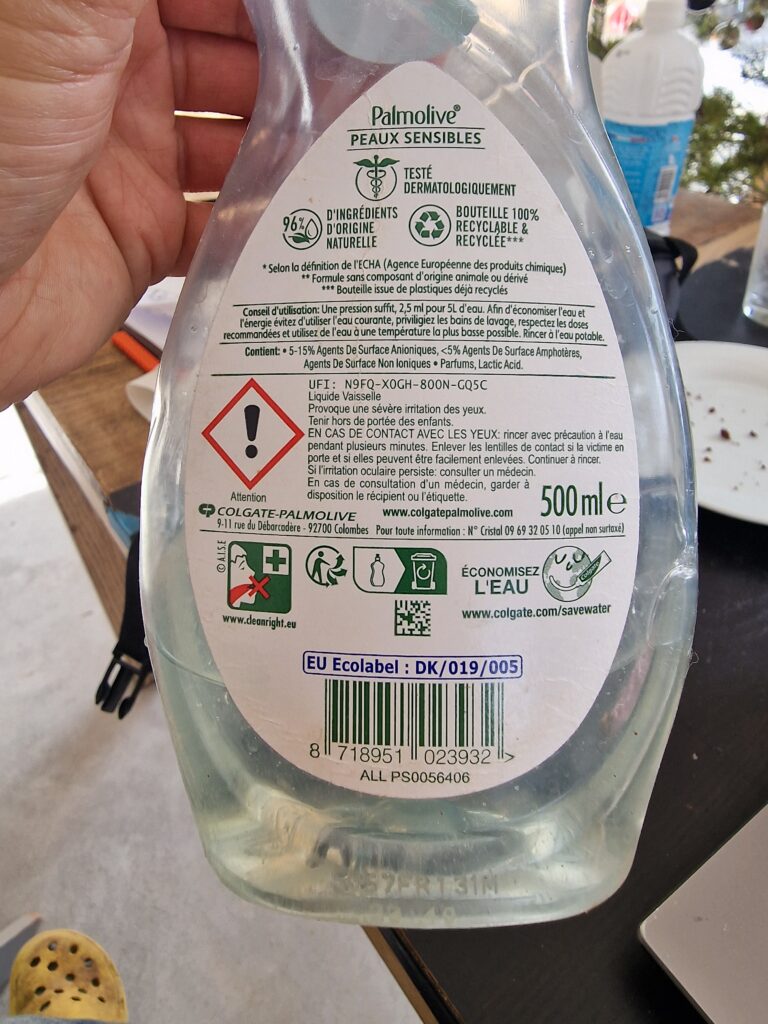 Palmolive®
PEAUX SENSIBLES
TESTÉ
DERMATOLOGIQUEMENT
96%
D'INGRÉDIENTS
D'ORIGINE
NATURELLE
BOUTEILLE 100%
RECYCLABLE &
RECYCLÉE***
* Selon la définition de l'ECHA (Agence Européenne des produits chimiques)
** Formule sans composant d'origine animale ou dérivé
*** Bouteille issue de plastiques déjà recyclés
Conseil d'utilisation: Une pression suffit, 2,5 ml pour 5L d'eau. Afin d'économiser l'eau et
l'énergie évitez d'utiliser l'eau courante, priviligiez les bains de lavage, respectez les doses
recommandées et utilisez de l'eau à une température la plus basse possible. Rincer à l'eau potable.
Contient: • 5-15% Agents De Surface Anioniques, <5% Agents De Surface Amphotères,
Agents De Surface Non Ioniques • Parfums, Lactic Acid.
UFI: N9FQ-X0GH-800N-GQ5C
Liquide Vaisselle
Provoque une sévère irritation des yeux.
Tenir hors de portée des enfants.
EN CAS DE CONTACT AVEC LES YEUX: rincer avec précaution à l'eau
pendant plusieurs minutes. Enlever les lentilles de contact si la victime en
porte et si elles peuvent être facilement enlevées. Continuer à rincer.
Si l'irritation oculaire persiste: consulter un médecin.
En cas de consultation d'un médecin, garder à
disposition le récipient ou l'étiquette.
Attention
500 ml e
COLGATE-PALMOLIVE
www.colgatepalmolive.com
9-11 rue du Débarcadère - 92700 Colombes Pour toute information : N° Cristal 09 69 32 05 10 (appel non surtaxé)
© A.I.S.E
www.cleanright.eu
ÉCONOMISEZ
L'EAU
www.colgate.com/savewater
EU Ecolabel : DK/019/005
8 718951 023932 >
ALL PS0056406